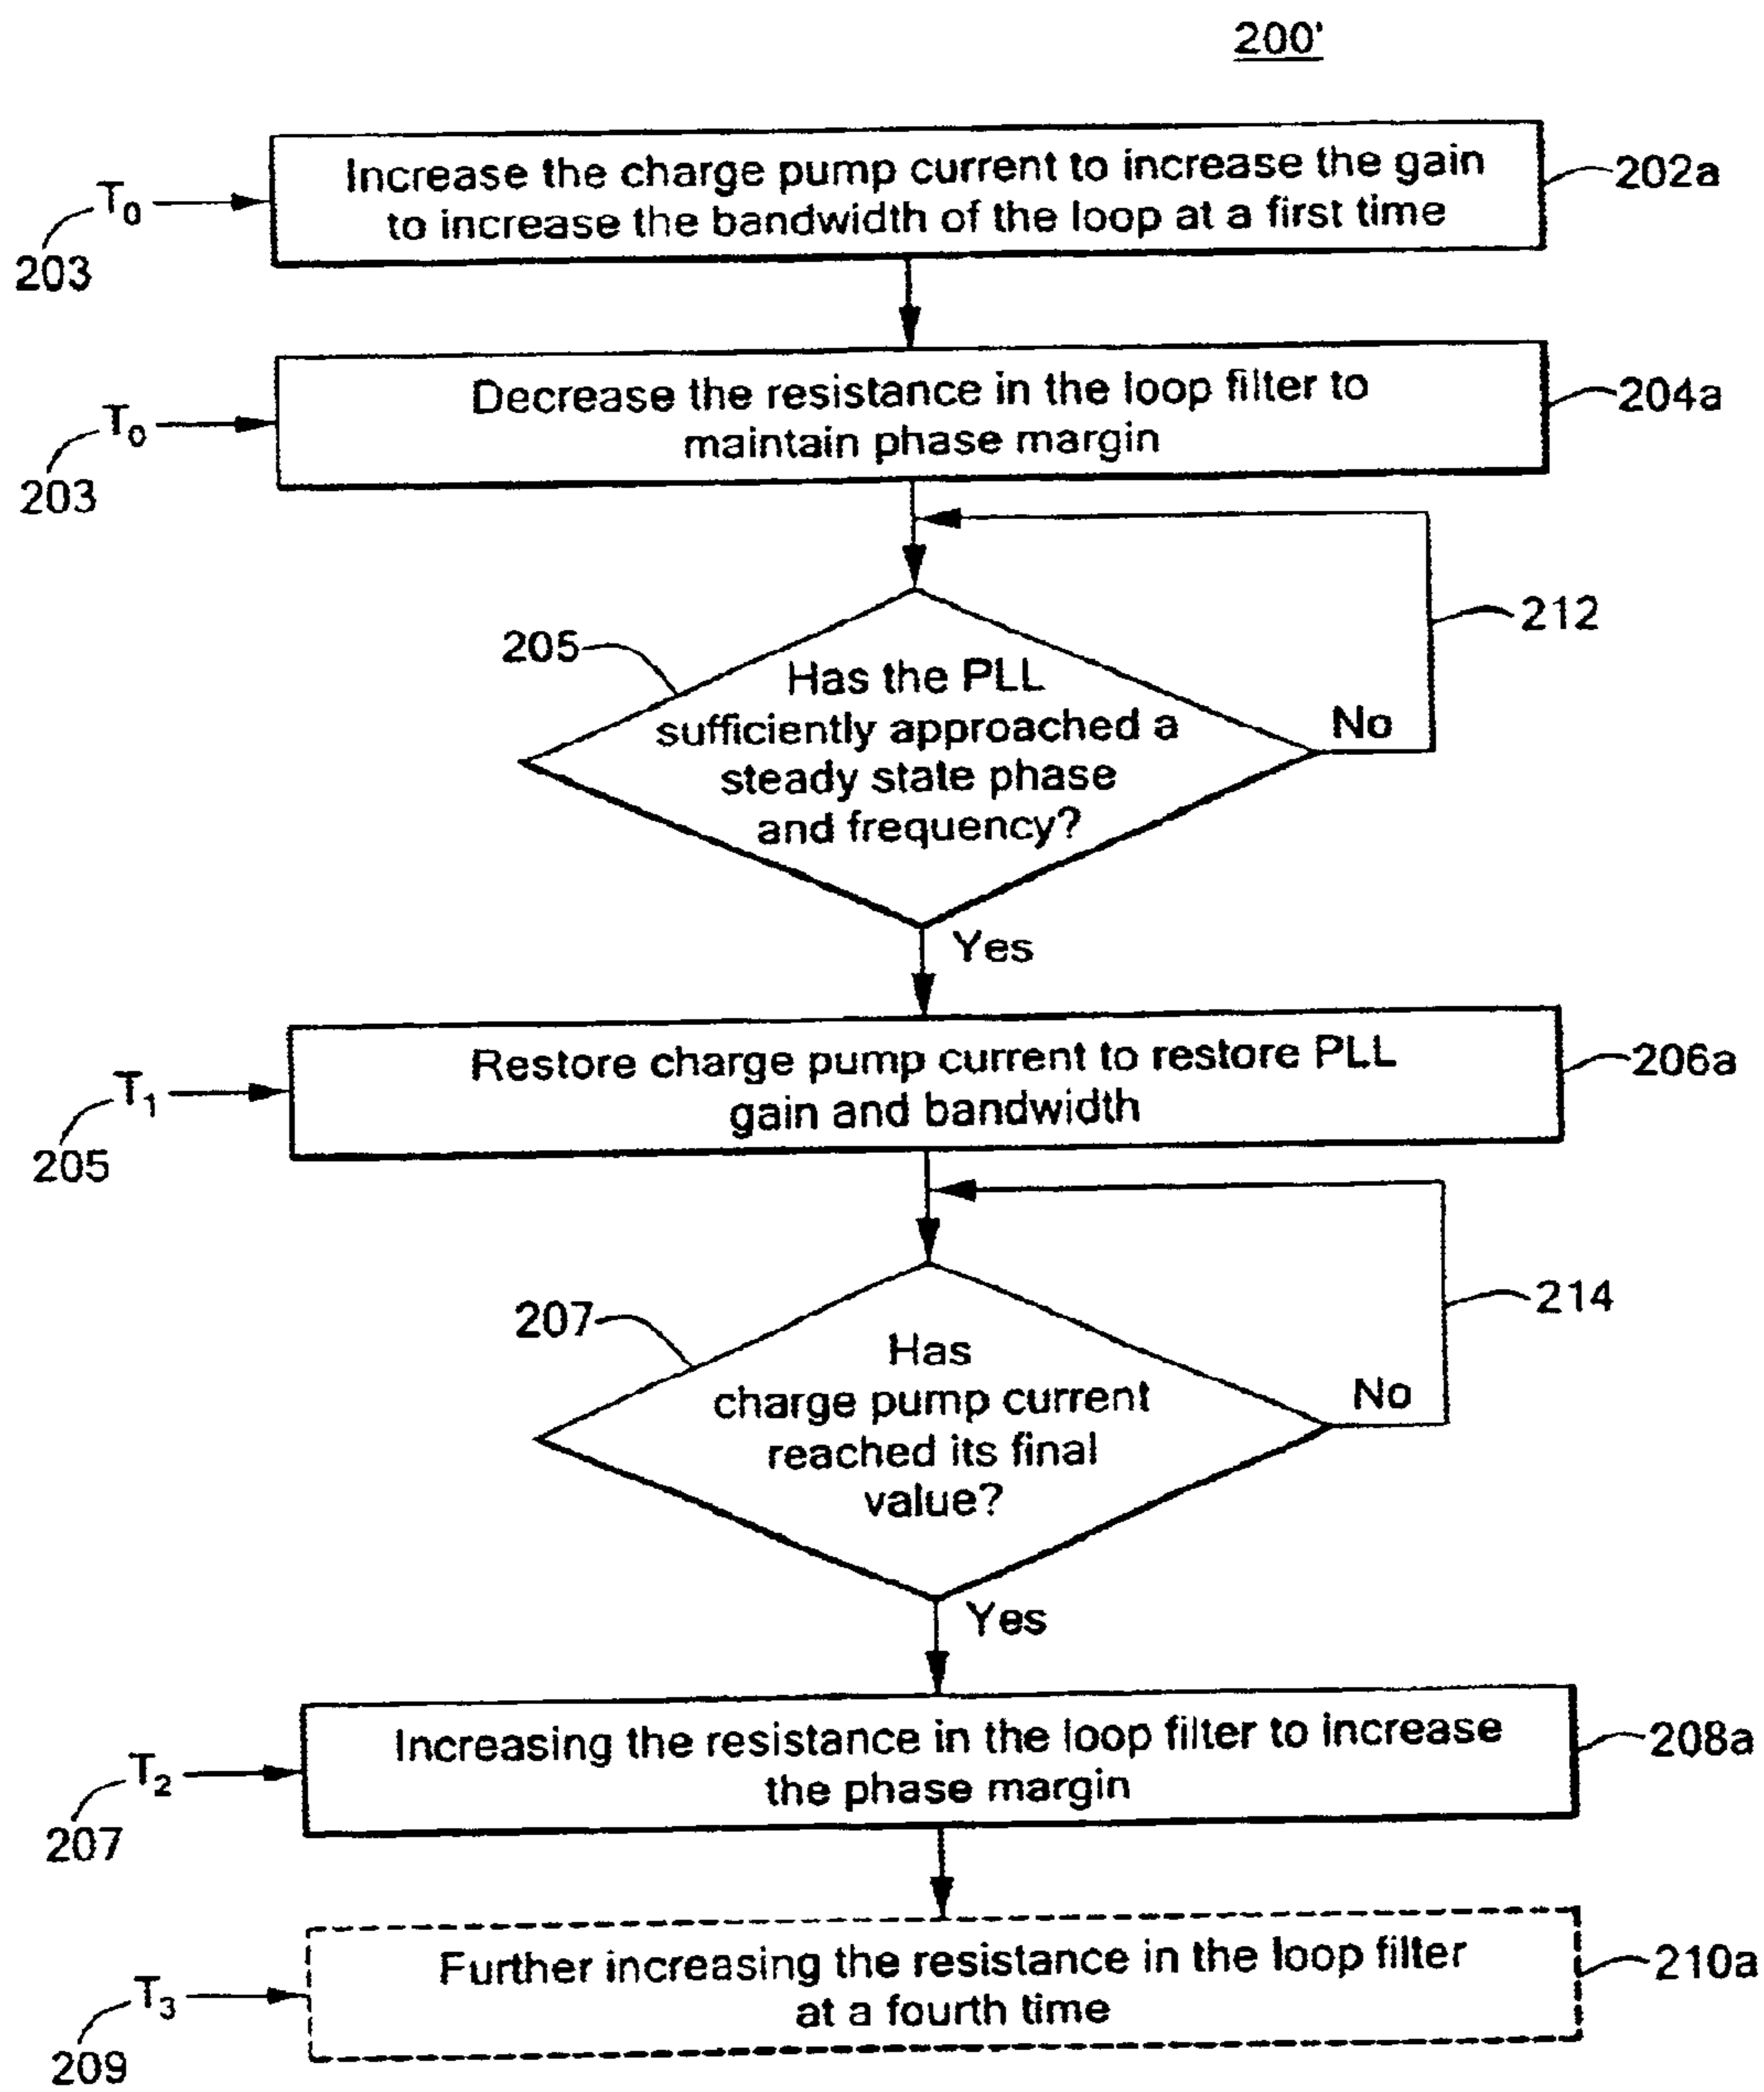 200'
Increase the charge pump current to increase the gain
to increase the bandwidth of the loop at a first time
202a
T₀
203
Decrease the resistance in the loop filter to
maintain phase margin
204a
T₀
203
212
205
Has the PLL
sufficiently approached a
steady state phase
and frequency?
No
Yes
Restore charge pump current to restore PLL
gain and bandwidth
206a
T₁
205
214
207
Has
charge pump current
reached its final
value?
No
Yes
Increasing the resistance in the loop filter to increase
the phase margin
208a
T₂
207
Further increasing the resistance in the loop filter
at a fourth time
210a
T₃
209